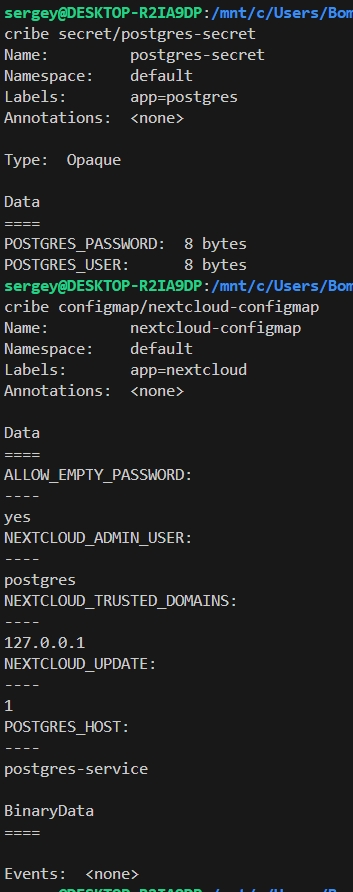 sergey@DESKTOP-R2IA9DP:/mnt/c/Users/Bom
cribe secret/postgres-secret
Name:         postgres-secret
Namespace:    default
Labels:       app=postgres
Annotations:  <none>

Type:  Opaque

Data
====
POSTGRES_PASSWORD:  8 bytes
POSTGRES_USER:      8 bytes
sergey@DESKTOP-R2IA9DP:/mnt/c/Users/Bom
cribe configmap/nextcloud-configmap
Name:         nextcloud-configmap
Namespace:    default
Labels:       app=nextcloud
Annotations:  <none>

Data
====
ALLOW_EMPTY_PASSWORD:
----
yes
NEXTCLOUD_ADMIN_USER:
----
postgres
NEXTCLOUD_TRUSTED_DOMAINS:
----
127.0.0.1
NEXTCLOUD_UPDATE:
----
1
POSTGRES_HOST:
----
postgres-service

BinaryData
====

Events:  <none>